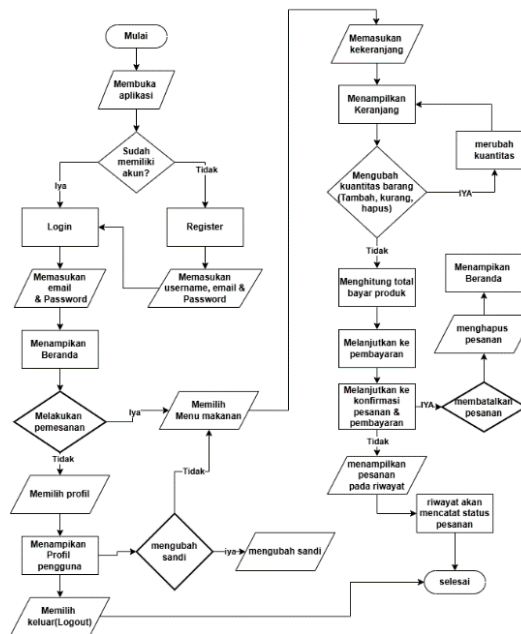 Mulai
Membuka
aplikasi
Sudah
memiliki
akun?
Iya
Tidak
Login
Register
Memasukan
email
& Password
Memasukan
username, email &
Password
Menampikan
Beranda
Melakukan
pemesanan
Iya
Tidak
Memilih
Menu makanan
Memilih profil
Tidak
Menampikan
Profil
pengguna
mengubah
sandi
iya
mengubah sandi
Memilih
keluar(Logout)
Memasukan
kekeranjang
Menampilkan
Keranjang
merubah
kuantitas
Mengubah
kuantitas barang
(Tambah, kurang,
hapus)
IYA
Tidak
Menghitung total
bayar produk
Menampikan
Beranda
Melanjutkan ke
pembayaran
menghapus
pesanan
Melanjutkan ke
konfirmasi
pesanan &
pembayaran
IYA
membatalkan
pesanan
Tidak
menampilkan
pesanan
pada riwayat
riwayat akan
mencatat status
pesanan
selesai